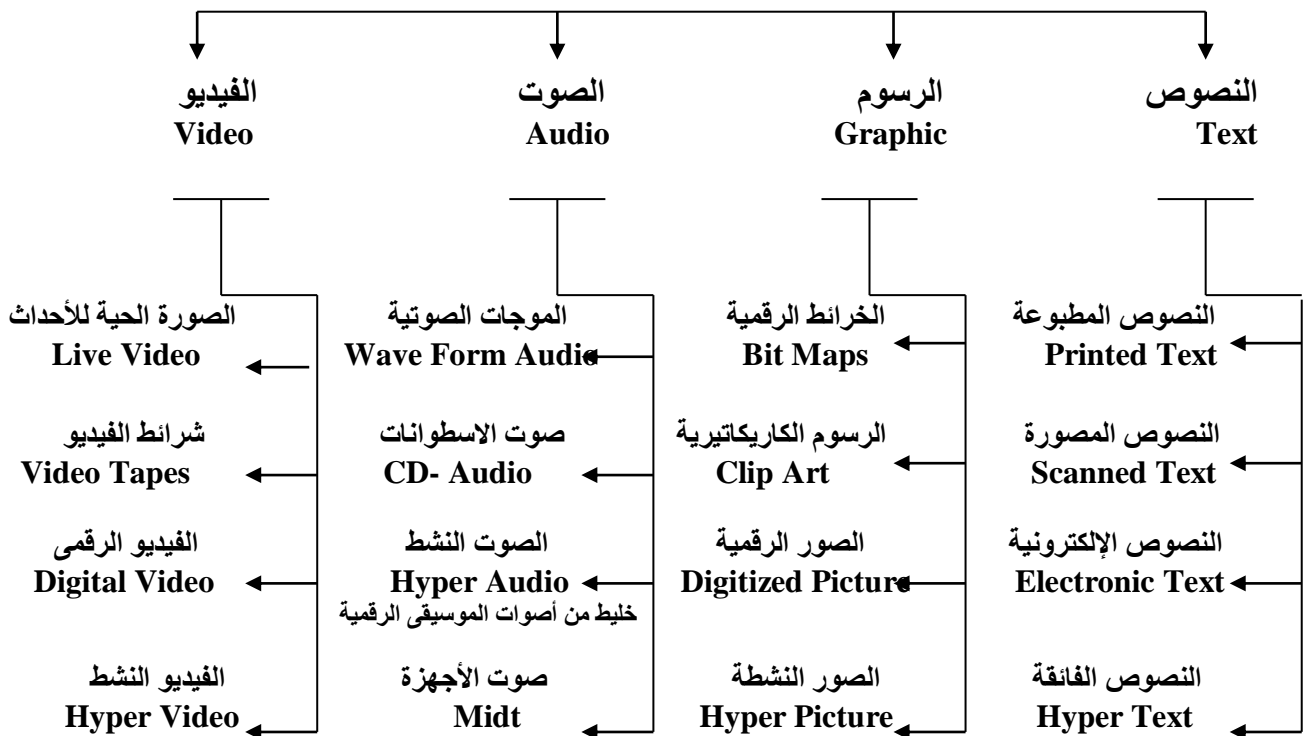 النصوص
Text
النصوص المطبوعة
Printed Text
النصوص المصورة
Scanned Text
النصوص الإلكترونية
Electronic Text
النصوص الفائقة
Hyper Text
الرسوم
Graphic
الخرائط الرقمية
Bit Maps
الرسوم الكاريكاتيرية
Clip Art
الصور الرقمية
Digitized Picture
الصور النشطة
Hyper Picture
الصوت
Audio
الموجات الصوتية
Wave Form Audio
صوت الاسطوانات
CD- Audio
الصوت النشط
Hyper Audio
خليط من أصوات الموسيقى الرقمية
صوت الأجهزة
Midt
الفيديو
Video
الصورة الحية للأحداث
Live Video
شرائط الفيديو
Video Tapes
الفيديو الرقمى
Digital Video
الفيديو النشط
Hyper Video